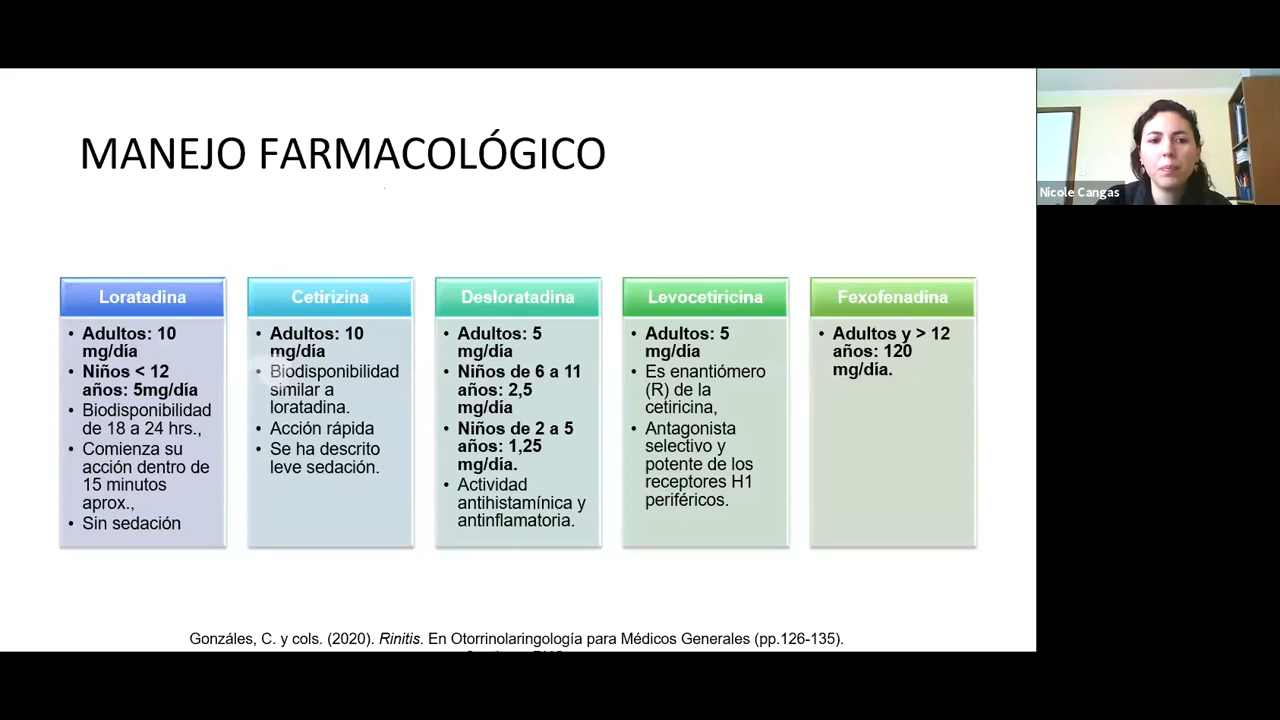 MANEJO FARMACOLÓGICO
Nicole Cangas
Loratadina
• Adultos: 10
mg/día
• Niños < 12
años: 5mg/día
• Biodisponibilidad
de 18 a 24 hrs.,
• Comienza su
acción dentro de
15 minutos
aprox.,
• Sin sedación
Cetirizina
• Adultos: 10
mg/día
• Biodisponibilidad
similar a
loratadina.
• Acción rápida
• Se ha descrito
leve sedación.
Desloratadina
• Adultos: 5
mg/día
• Niños de 6 a 11
años: 2,5
mg/día
• Niños de 2 a 5
años: 1,25
mg/día.
• Actividad
antihistamínica y
antinflamatoria.
Levocetiricina
• Adultos: 5
mg/día
• Es enantiómero
(R) de la
cetiricina,
• Antagonista
selectivo y
potente de los
receptores H1
periféricos.
Fexofenadina
• Adultos y > 12
años: 120
mg/día.
Gonzáles, C. y cols. (2020). Rinitis. En Otorrinolaringología para Médicos Generales (pp.126-135).